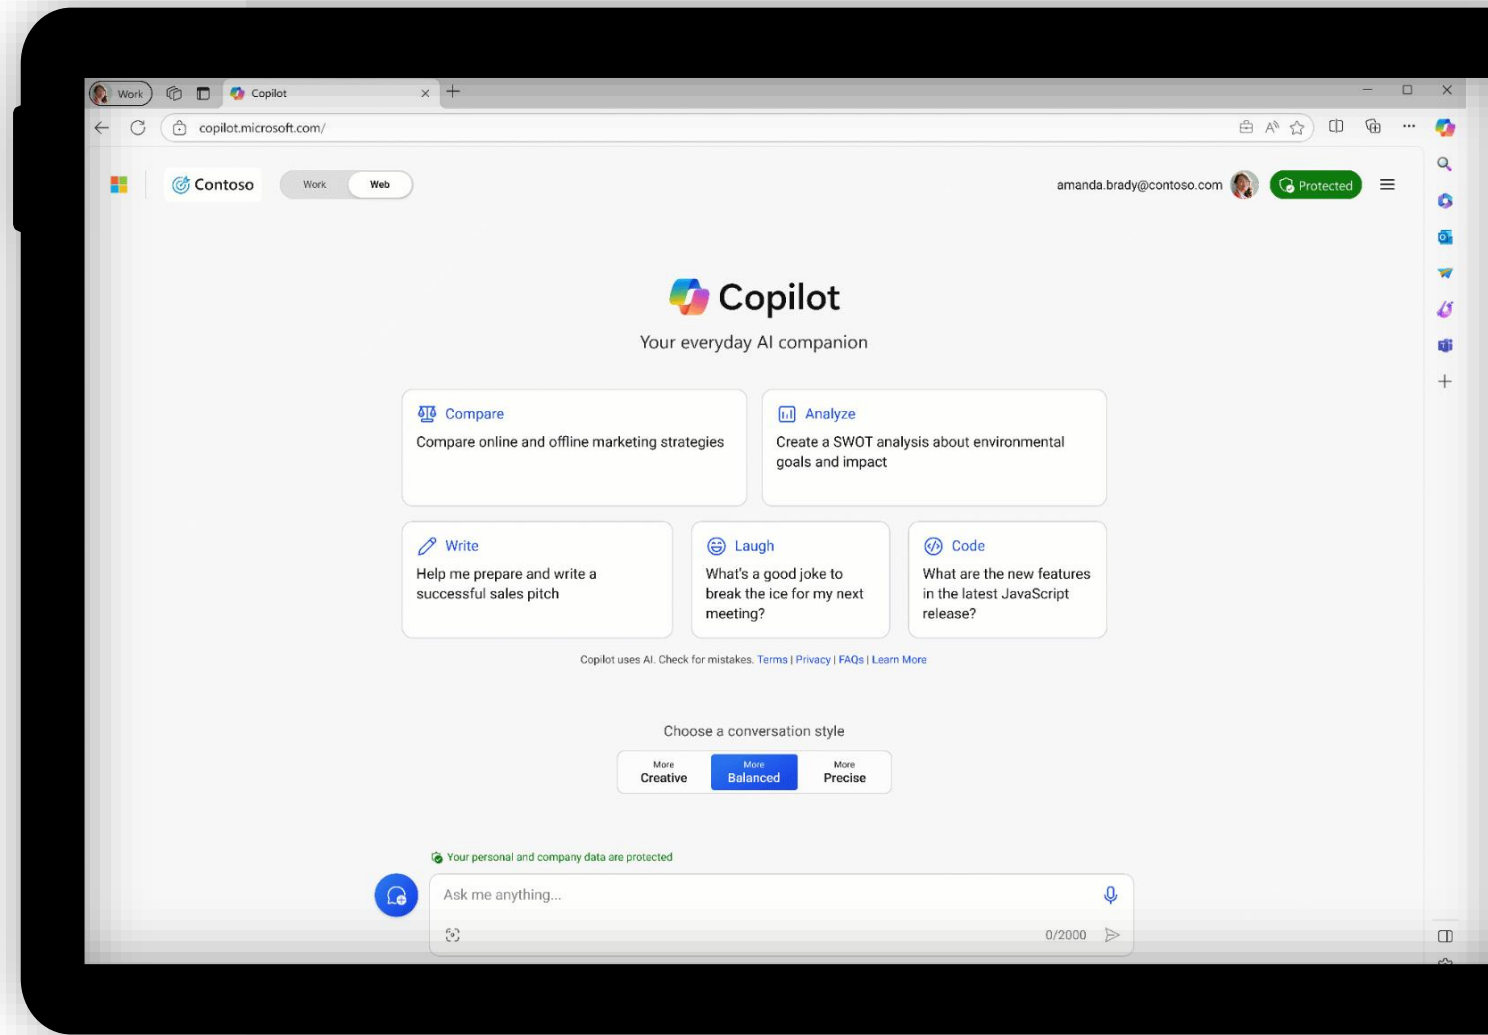 Work
Copilot
copilot.microsoft.com/
Contoso
Work
Web
amanda.brady@contoso.com
Protected
Copilot
Your everyday AI companion
Compare
Compare online and offline marketing strategies
Analyze
Create a SWOT analysis about environmental
goals and impact
Write
Help me prepare and write a
successful sales pitch
Laugh
What's a good joke to
break the ice for my next
meeting?
Code
What are the new features
in the latest JavaScript
release?
Copilot uses AI. Check for mistakes. Terms | Privacy | FAQs | Learn More
Choose a conversation style
More
Creative
More
Balanced
More
Precise
Your personal and company data are protected
Ask me anything...
0/2000